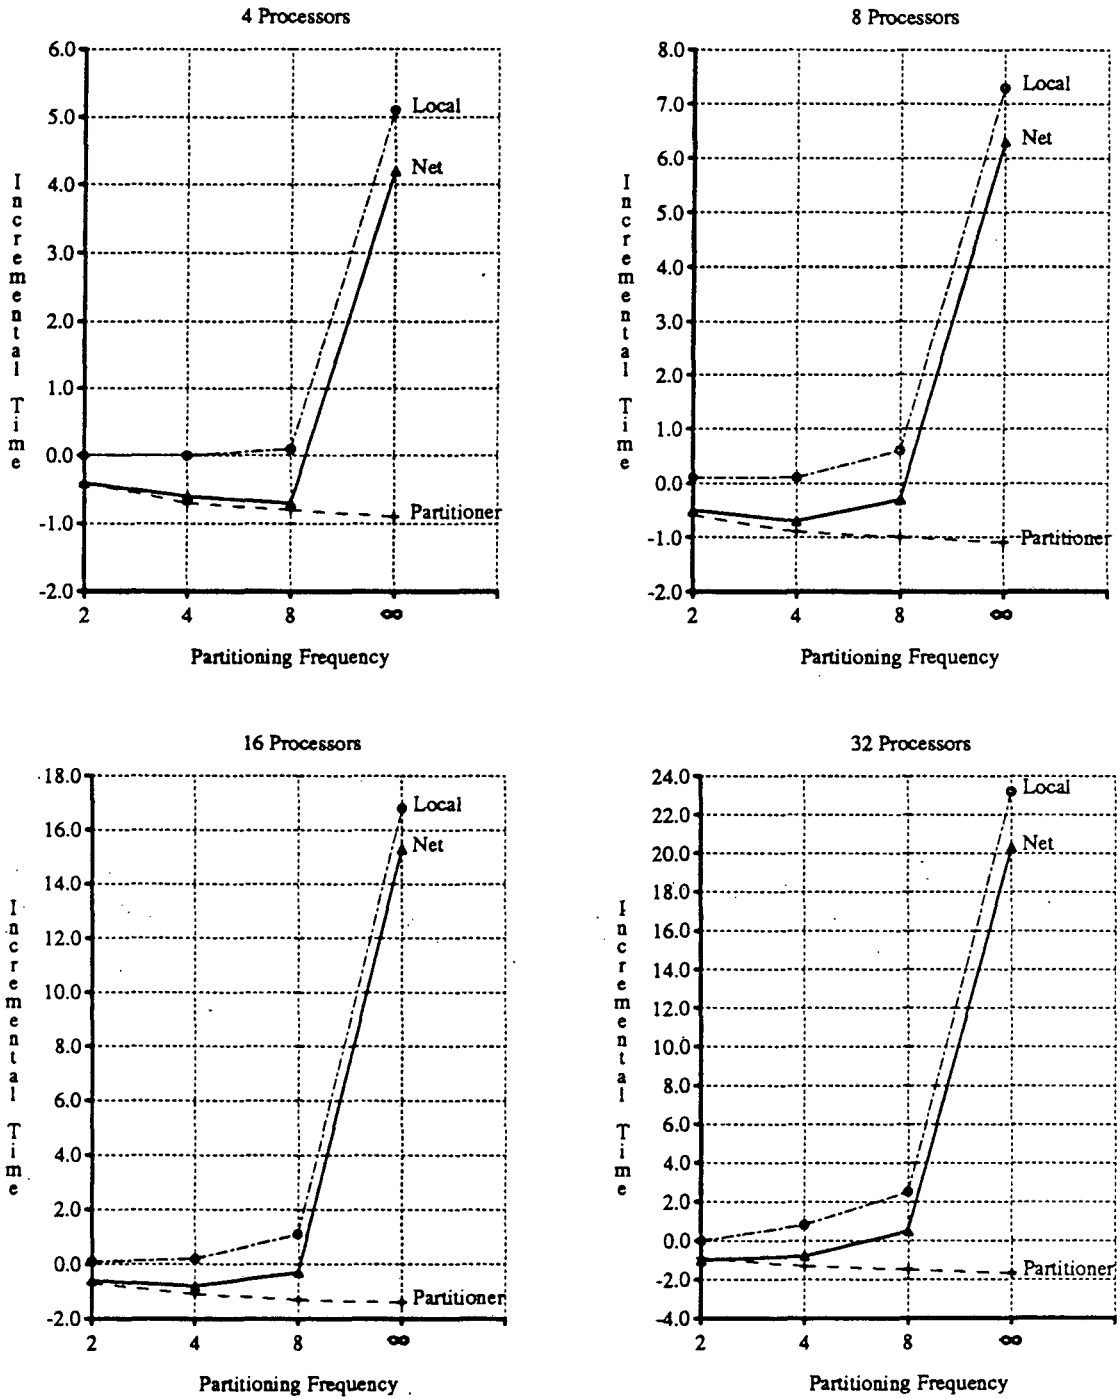 4 Processors
6.0
5.0
4.0
3.0
2.0
1.0
0.0
-1.0
-2.0
Incremental Time
Local
Net
Partitioner
2 4 8 ∞
Partitioning Frequency
8 Processors
8.0
7.0
6.0
5.0
4.0
3.0
2.0
1.0
0.0
-1.0
-2.0
Incremental Time
Local
Net
Partitioner
2 4 8 ∞
Partitioning Frequency
16 Processors
18.0
16.0
14.0
12.0
10.0
8.0
6.0
4.0
2.0
0.0
-2.0
Incremental Time
Local
Net
Partitioner
2 4 8 ∞
Partitioning Frequency
32 Processors
24.0
22.0
20.0
18.0
16.0
14.0
12.0
10.0
8.0
6.0
4.0
2.0
0.0
-2.0
-4.0
Incremental Time
Local
Net
Partitioner
2 4 8 ∞
Partitioning Frequency